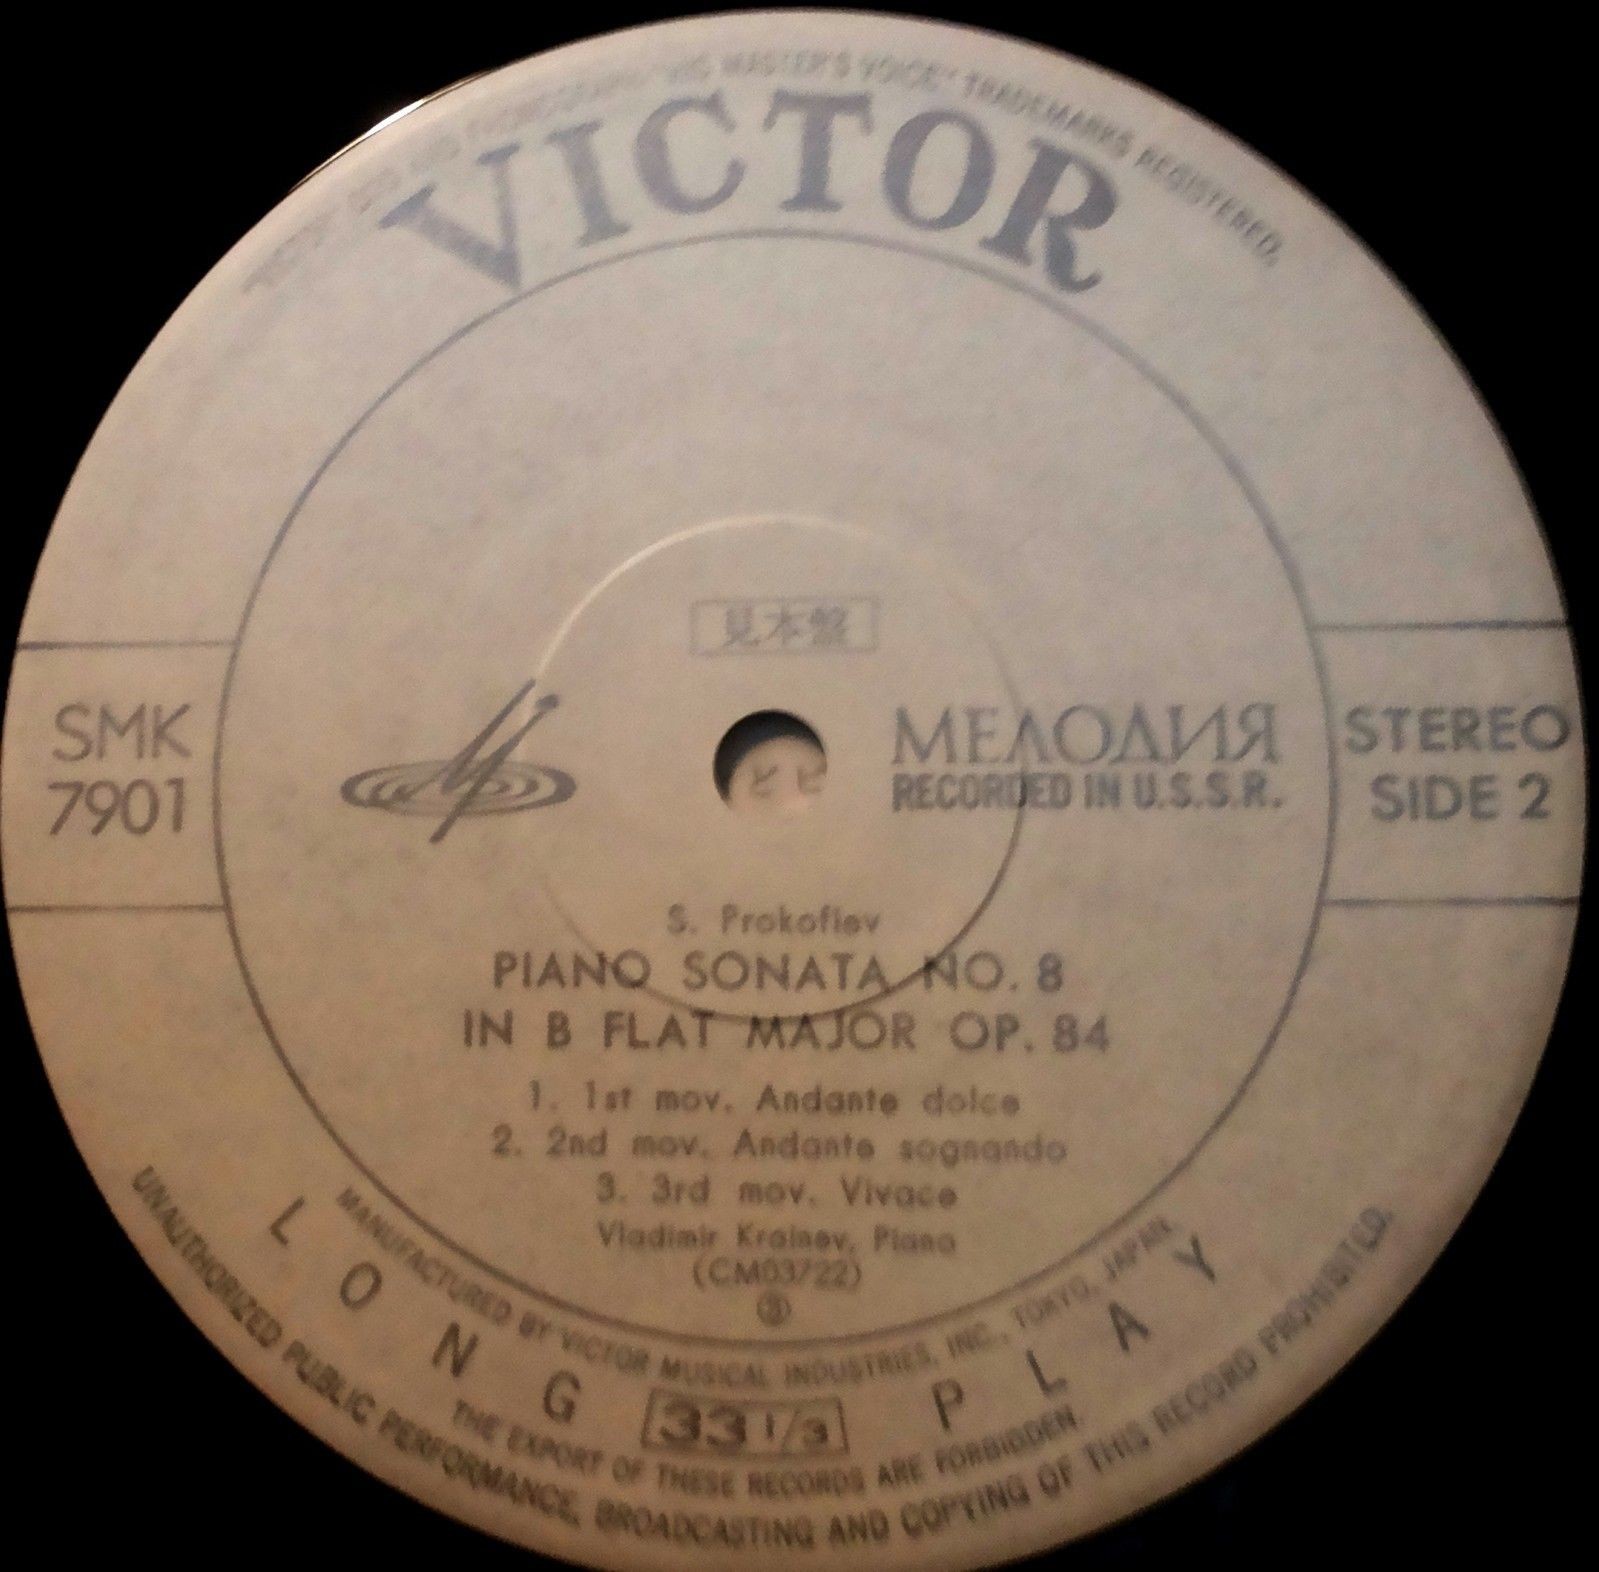 "HIS MASTER'S VOICE" TRADEMARKS REGISTERED.
VICTOR
見本盤
SMK
7901
МЕЛОДИЯ
RECORDED IN U.S.S.R.
STEREO
SIDE 2
S. Prokofiev
PIANO SONATA NO. 8
IN B FLAT MAJOR OP. 84
1. 1st mov. Andante dolce
2. 2nd mov. Andante sognando
3. 3rd mov. Vivace
Vladimir Krainev, Piano
(CM03722)
MANUFACTURED BY VICTOR MUSICAL INDUSTRIES, INC., TOKYO, JAPAN.
LONG 33 1/3 PLAY
THE EXPORT OF THESE RECORDS ARE FORBIDDEN.
UNAUTHORIZED PUBLIC PERFORMANCE, BROADCASTING AND COPYING OF THIS RECORD PROHIBITED.